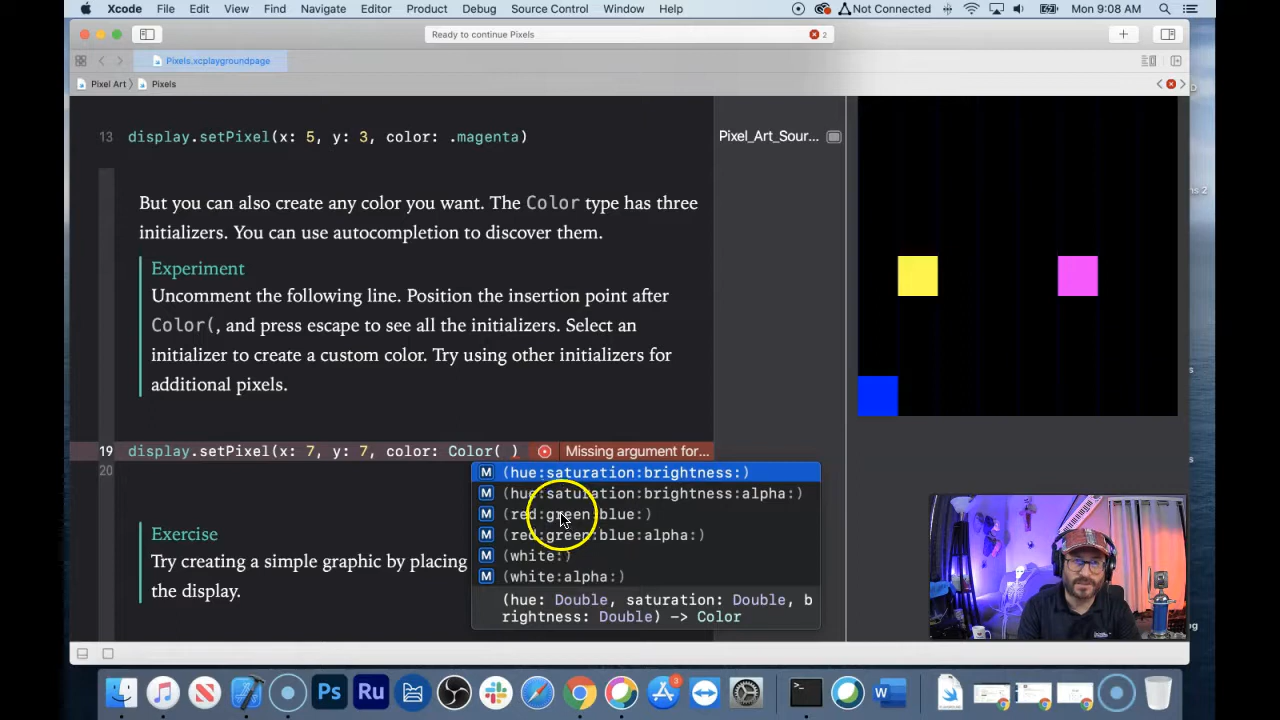 Xcode File Edit View Find Navigate Editor Product Debug Source Control Window Help Not Connected Mon 9:08 AM
Ready to continue Pixels 2
Pixels.xcplaygroundpage
Pixel Art Pixels
13 display.setPixel(x: 5, y: 3, color: .magenta) Pixel_Art_Sour...
But you can also create any color you want. The Color type has three
initializers. You can use autocompletion to discover them.
Experiment
Uncomment the following line. Position the insertion point after
Color(, and press escape to see all the initializers. Select an
initializer to create a custom color. Try using other initializers for
additional pixels.
19 display.setPixel(x: 7, y: 7, color: Color( ) Missing argument for...
20
M (hue:saturation:brightness:)
M (hue:saturation:brightness:alpha:)
M (red:green:blue:)
M (red:green:blue:alpha:)
M (white:)
M (white:alpha:)
(hue: Double, saturation: Double, b
rightness: Double) -> Color
Exercise
Try creating a simple graphic by placing
the display.
Ps Ru 3 W